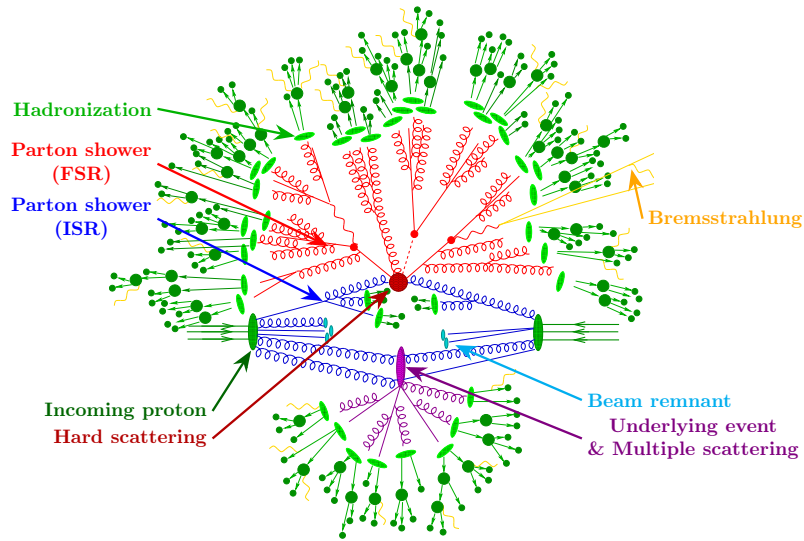 Hadronization
Parton shower
(FSR)
Parton shower
(ISR)
Bremsstrahlung
Incoming proton
Hard scattering
Beam remnant
Underlying event
& Multiple scattering